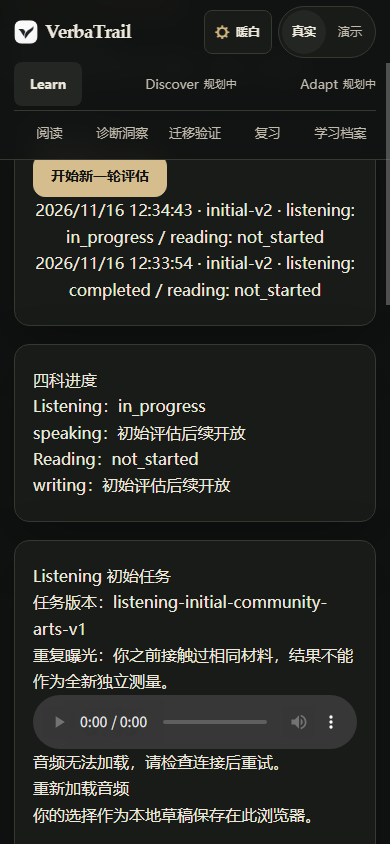 VerbaTrail
暖白
真实
演示
Learn
Discover 规划中
Adapt 规划中
阅读
诊断洞察
迁移验证
复习
学习档案
开始新一轮评估
2026/11/16 12:34:43 · initial-v2 · listening:
in_progress / reading: not_started
2026/11/16 12:33:54 · initial-v2 · listening:
completed / reading: not_started
四科进度
Listening：in_progress
speaking：初始评估后续开放
Reading：not_started
writing：初始评估后续开放
Listening 初始任务
任务版本：listening-initial-community-
arts-v1
重复曝光：你之前接触过相同材料，结果不能
作为全新独立测量。
0:00 / 0:00
音频无法加载，请检查连接后重试。
重新加载音频
你的选择作为本地草稿保存在此浏览器。